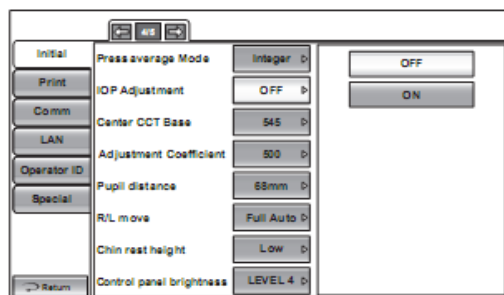 4/5
Initial
Print
Comm
LAN
Operator ID
Special
Return
Press average Mode Integer
IOP Adjustment OFF
Center CCT Base 545
Adjustment Coefficient 500
Pupil distance 68mm
R/L move Full Auto
Chin rest height Low
Control panel brightness LEVEL 4
OFF
ON